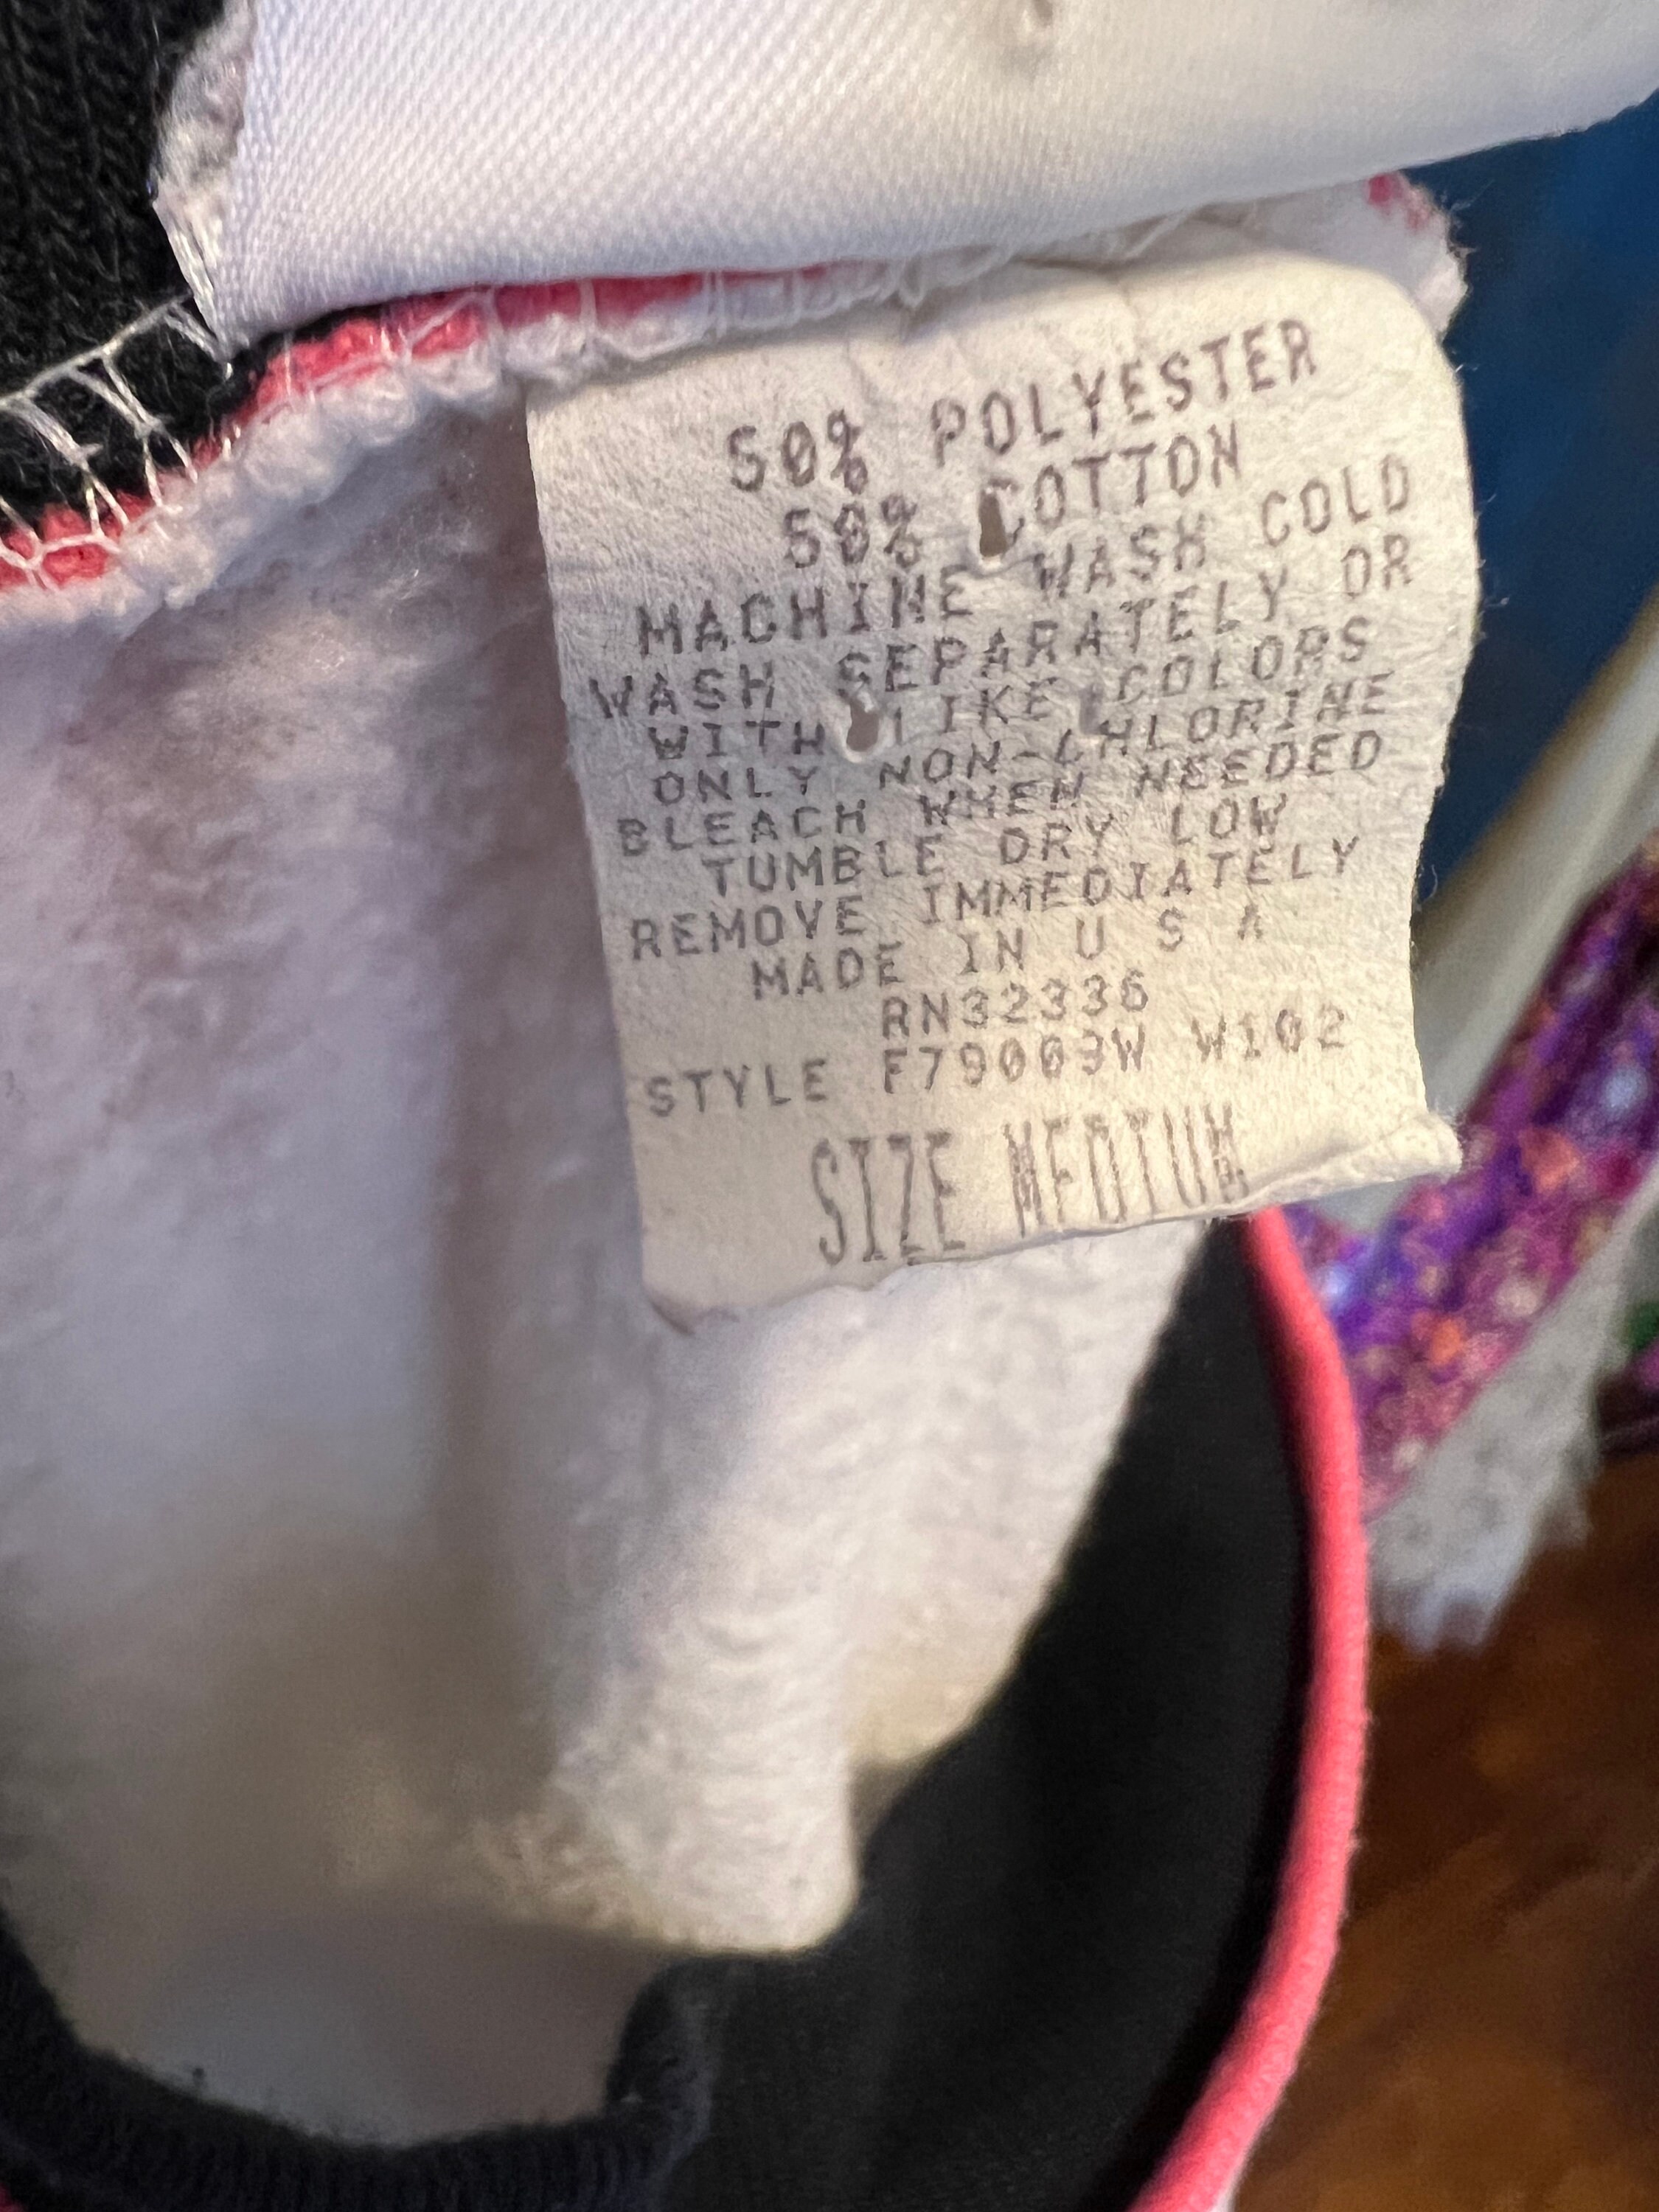 50% POLYESTER
50% COTTON
MACHINE WASH COLD
WASH SEPARATELY OR
WITH LIKE COLORS
ONLY NON-CHLORINE
BLEACH WHEN NEEDED
TUMBLE DRY LOW
REMOVE IMMEDIATELY
MADE IN U S A
RN32336
STYLE F79003W W102
SIZE MEDIUM